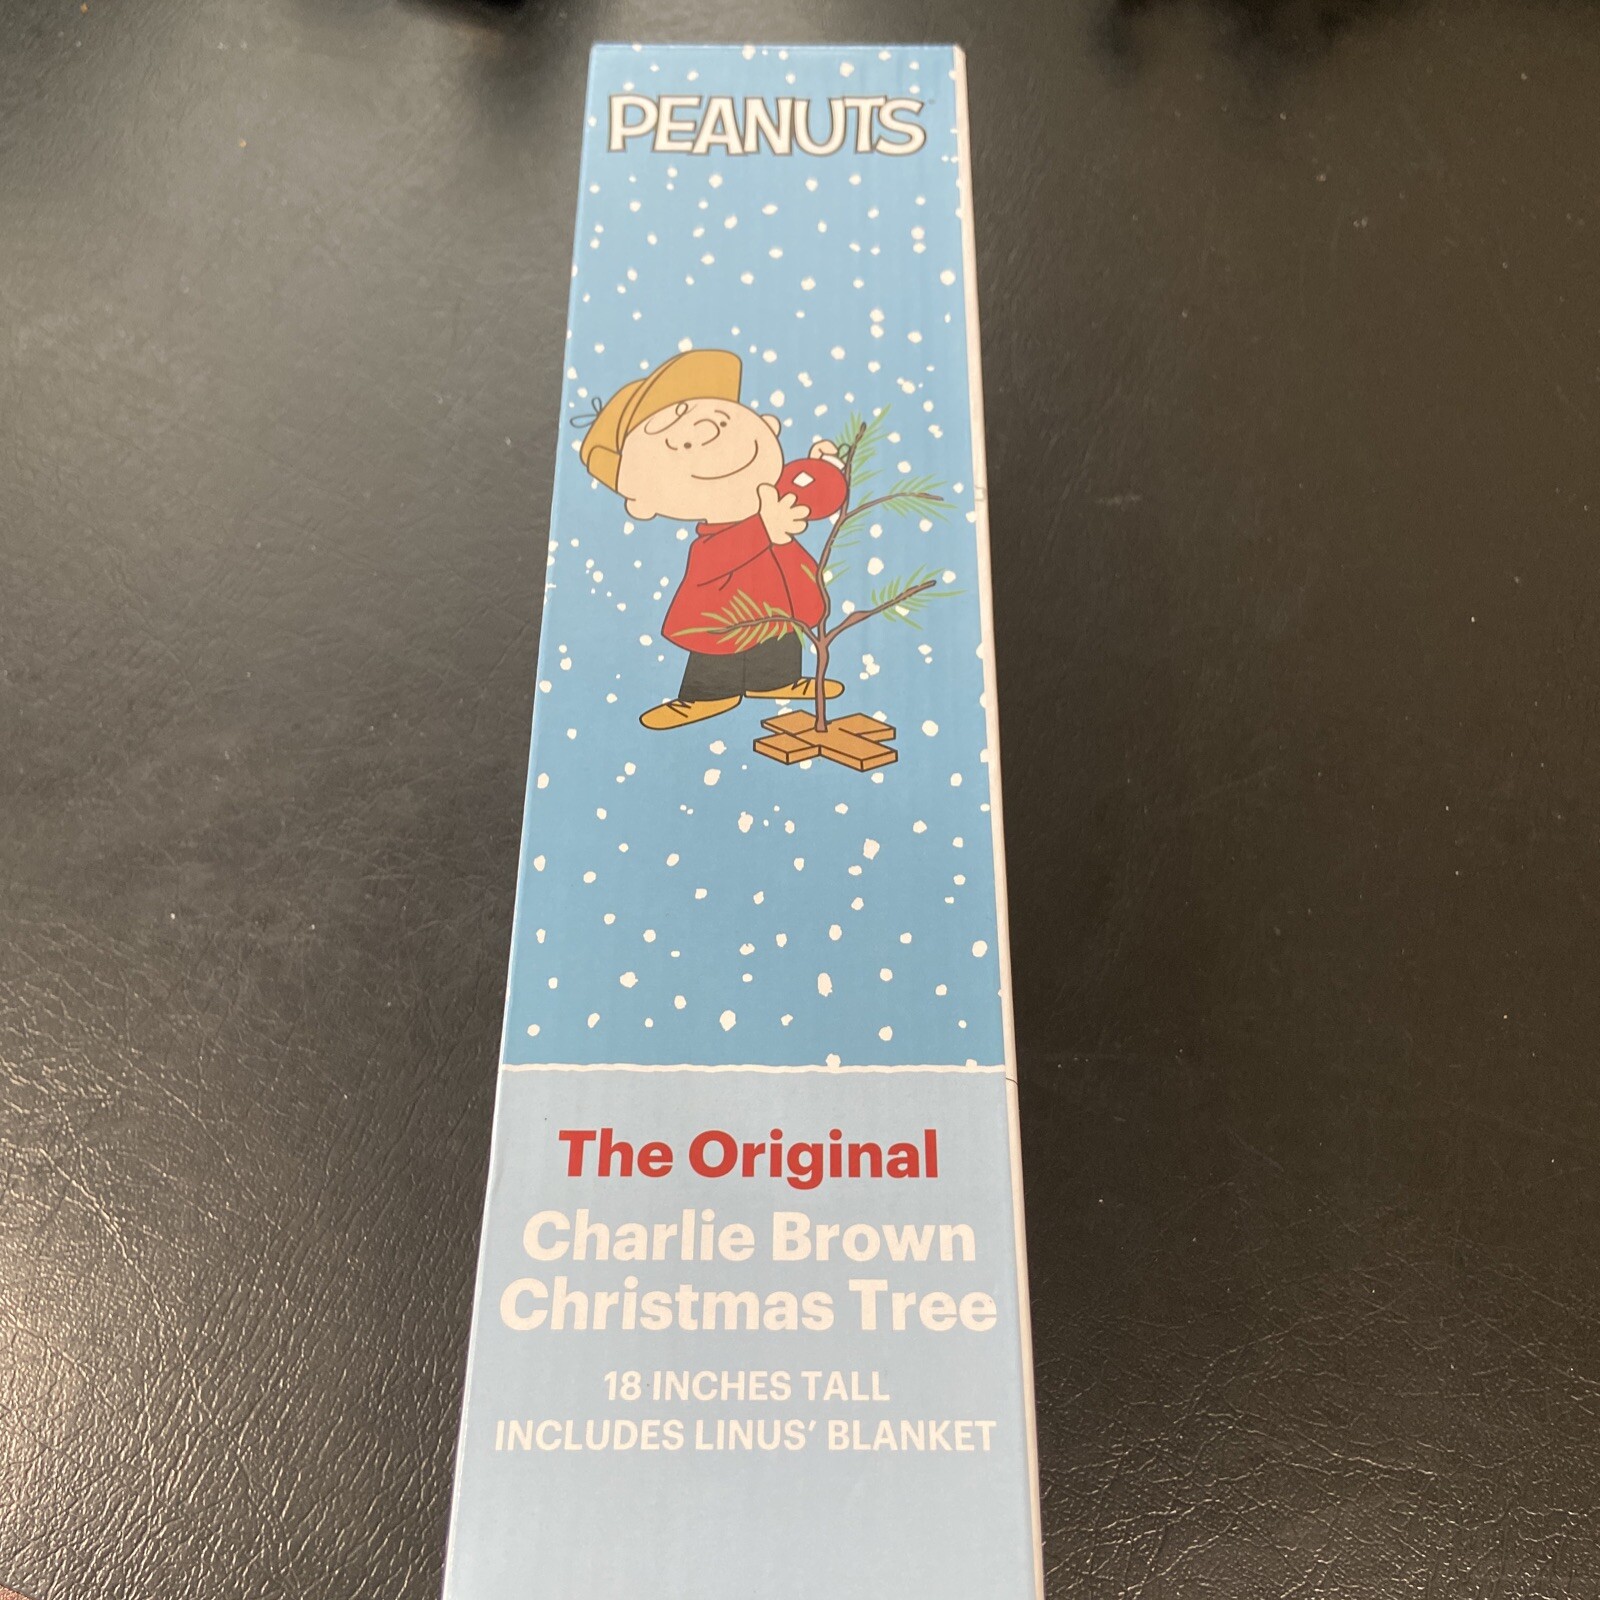 PEANUTS
The Original
Charlie Brown
Christmas Tree
18 INCHES TALL
INCLUDES LINUS’ BLANKET